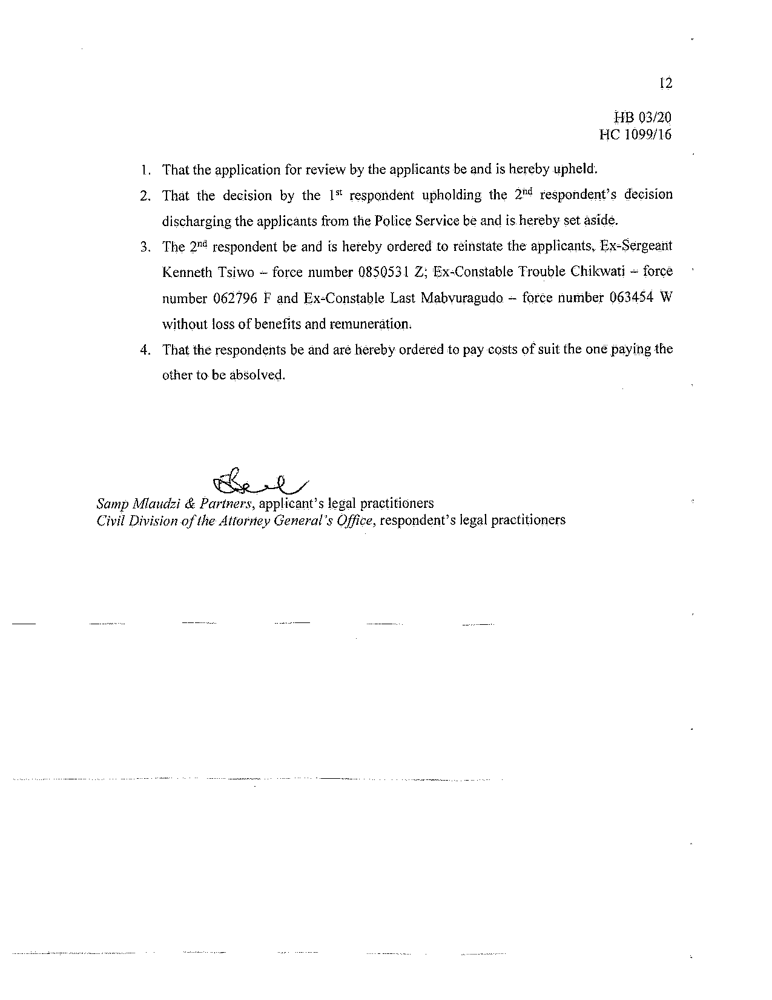 12
HB 03/20
HC 1099/16
1. That the application for review by the applicants be and is hereby upheld.
2. That the decision by the 1st respondent upholding the 2nd respondent's decision
discharging the applicants from the Police Service be and is hereby set aside.
3. The 2nd respondent be and is hereby ordered to reinstate the applicants, Ex-Sergeant
Kenneth Tsiwo – force number 0850531 Z; Ex-Constable Trouble Chikwati – force
number 062796 F and Ex-Constable Last Mabvuragudo – force number 063454 W
without loss of benefits and remuneration.
4. That the respondents be and are hereby ordered to pay costs of suit the one paying the
other to be absolved.
Samp Mlaudzi & Partners, applicant's legal practitioners
Civil Division of the Attorney General's Office, respondent's legal practitioners